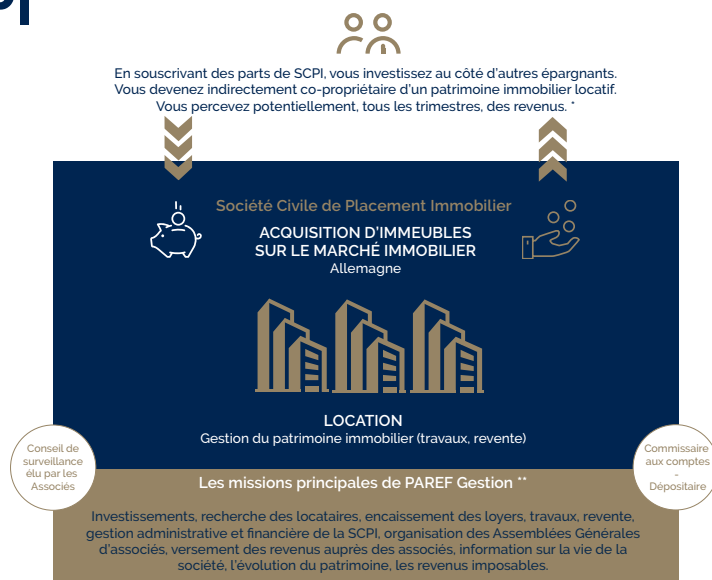 En souscrivant des parts de SCPI, vous investissez au côté d'autres épargnants.
Vous devenez indirectement co-propriétaire d'un patrimoine immobilier locatif.
Vous percevez potentiellement, tous les trimestres, des revenus. *
Société Civile de Placement Immobilier
ACQUISITION D'IMMEUBLES
SUR LE MARCHÉ IMMOBILIER
Allemagne
LOCATION
Gestion du patrimoine immobilier (travaux, revente)
Conseil de
surveillance
élu par les
Associés
Commissaire
aux comptes
-
Dépositaire
Les missions principales de PAREF Gestion **
Investissements, recherche des locataires, encaissement des loyers, travaux, revente,
gestion administrative et financière de la SCPI, organisation des Assemblées Générales
d'associés, versement des revenus auprès des associés, information sur la vie de la
société, l'évolution du patrimoine, les revenus imposables.